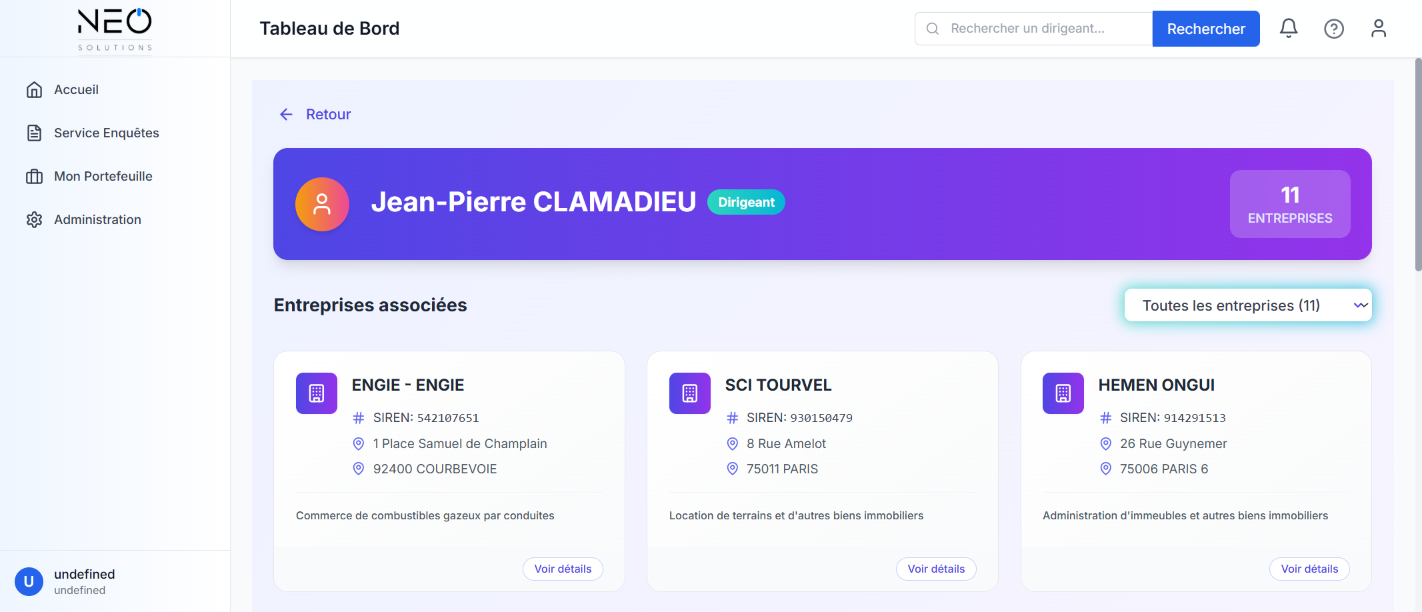 NEO
SOLUTIONS
Tableau de Bord
Rechercher un dirigeant...
Rechercher
Accueil
Service Enquêtes
Mon Portefeuille
Administration
undefined
undefined
U
Retour
Jean-Pierre CLAMADIEU
Dirigeant
11
ENTREPRISES
Entreprises associées
Toutes les entreprises (11)
ENGIE - ENGIE
SIREN: 542107651
1 Place Samuel de Champlain
92400 COURBEVOIE
Commerce de combustibles gazeux par conduites
Voir détails
SCI TOURVEL
SIREN: 930150479
8 Rue Amelot
75011 PARIS
Location de terrains et d'autres biens immobiliers
Voir détails
HEMEN ONGUI
SIREN: 914291513
26 Rue Guynemer
75006 PARIS 6
Administration d'immeubles et autres biens immobiliers
Voir détails